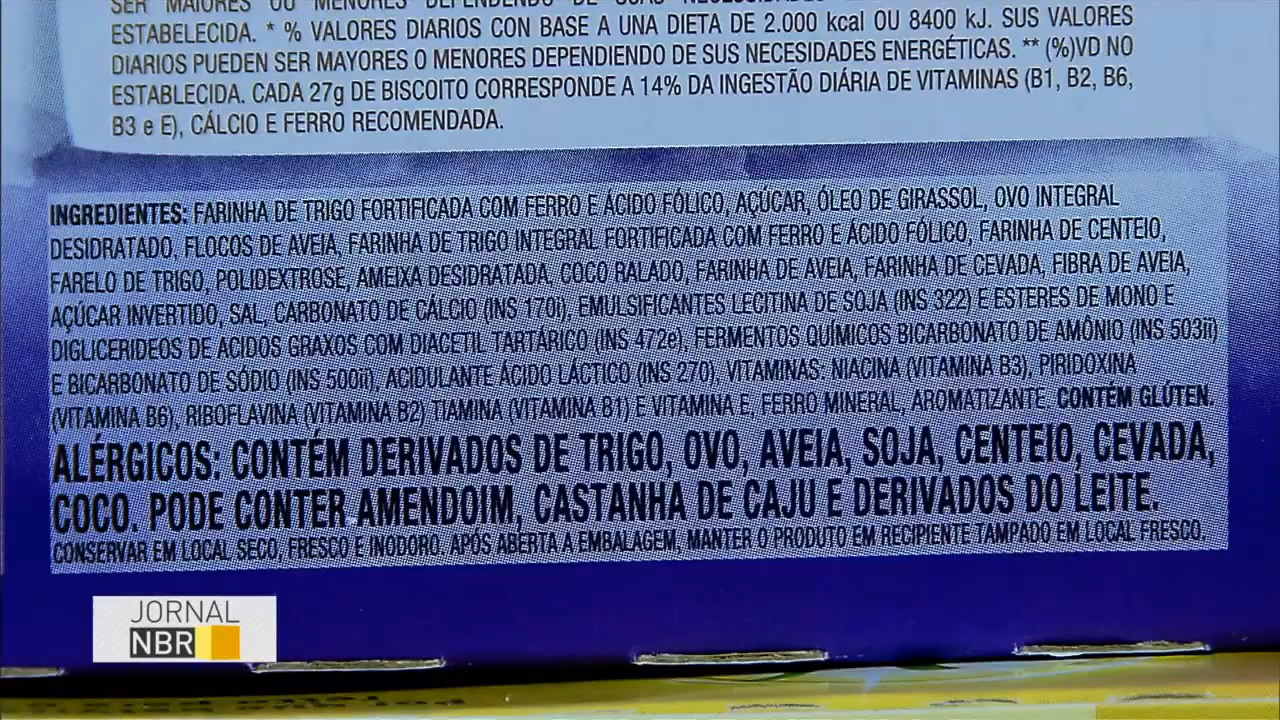 SER MAIORES OU MENORES DEPENDENDO DE SUAS NECESSIDADES
ESTABELECIDA. * % VALORES DIARIOS CON BASE A UNA DIETA DE 2.000 kcal OU 8400 kJ. SUS VALORES
DIARIOS PUEDEN SER MAYORES O MENORES DEPENDIENDO DE SUS NECESIDADES ENERGÉTICAS. ** (%)VD NO
ESTABLECIDA. CADA 27g DE BISCOITO CORRESPONDE A 14% DA INGESTÃO DIÁRIA DE VITAMINAS (B1, B2, B6,
B3 e E), CÁLCIO E FERRO RECOMENDADA.
INGREDIENTES: FARINHA DE TRIGO FORTIFICADA COM FERRO E ÁCIDO FÓLICO, AÇÚCAR, ÓLEO DE GIRASSOL, OVO INTEGRAL
DESIDRATADO, FLOCOS DE AVEIA, FARINHA DE TRIGO INTEGRAL FORTIFICADA COM FERRO E ÁCIDO FÓLICO, FARINHA DE CENTEIO,
FARELO DE TRIGO, POLIDEXTROSE, AMEIXA DESIDRATADA, COCO RALADO, FARINHA DE AVEIA, FARINHA DE CEVADA, FIBRA DE AVEIA,
AÇÚCAR INVERTIDO, SAL, CARBONATO DE CÁLCIO (INS 170i), EMULSIFICANTES LECITINA DE SOJA (INS 322) E ESTERES DE MONO E
DIGLICERIDEOS DE ACIDOS GRAXOS COM DIACETIL TARTÁRICO (INS 472e), FERMENTOS QUÍMICOS BICARBONATO DE AMÔNIO (INS 503ii)
E BICARBONATO DE SÓDIO (INS 500ii), ACIDULANTE ÁCIDO LÁCTICO (INS 270), VITAMINAS: NIACINA (VITAMINA B3), PIRIDOXINA
(VITAMINA B6), RIBOFLAVINA (VITAMINA B2) TIAMINA (VITAMINA B1) E VITAMINA E, FERRO MINERAL, AROMATIZANTE. CONTÉM GLÚTEN.
ALÉRGICOS: CONTÉM DERIVADOS DE TRIGO, OVO, AVEIA, SOJA, CENTEIO, CEVADA,
COCO. PODE CONTER AMENDOIM, CASTANHA DE CAJU E DERIVADOS DO LEITE.
CONSERVAR EM LOCAL SECO, FRESCO E INODORO. APÓS ABERTA A EMBALAGEM, MANTER O PRODUTO EM RECIPIENTE TAMPADO EM LOCAL FRESCO.
JORNAL
NBR